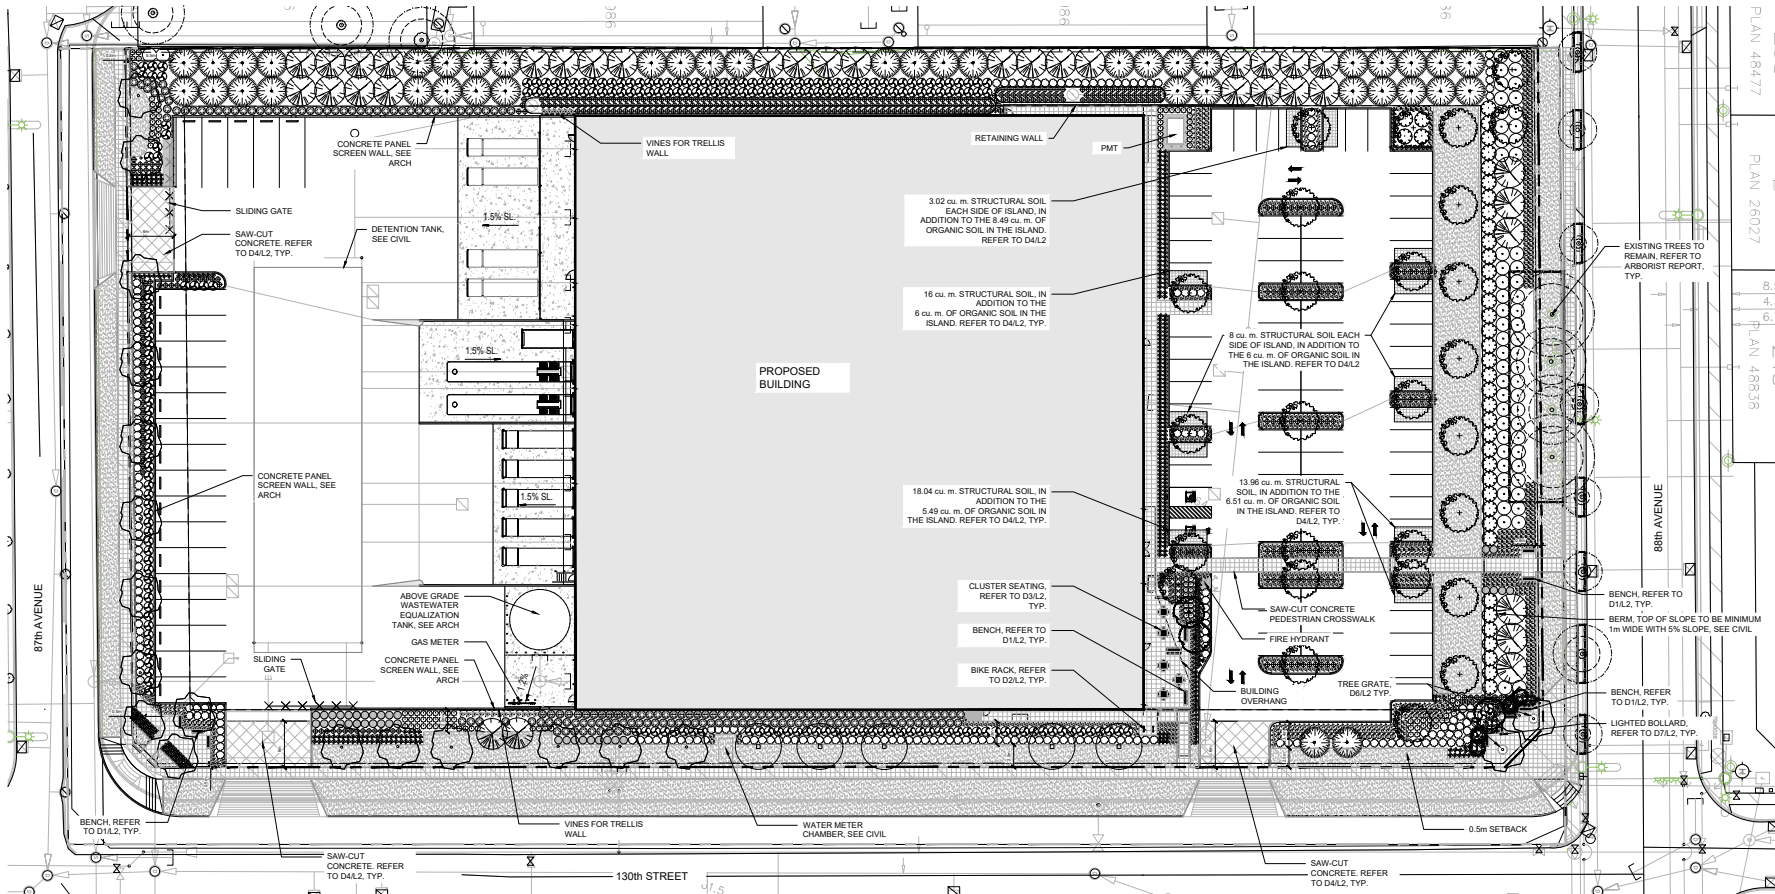 PLAN 48477
PLAN 26027
PLAN 48838
CONCRETE PANEL
SCREEN WALL, SEE
ARCH
VINES FOR TRELLIS
WALL
RETAINING WALL
PMT
SLIDING GATE
SAW-CUT
CONCRETE. REFER
TO D4/L2, TYP.
DETENTION TANK,
SEE CIVIL
1.5% SL.
3.02 cu. m. STRUCTURAL SOIL
EACH SIDE OF ISLAND, IN
ADDITION TO THE 8.49 cu. m. OF
ORGANIC SOIL IN THE ISLAND.
REFER TO D4/L2
EXISTING TREES TO
REMAIN, REFER TO
ARBORIST REPORT,
TYP.
16 cu. m. STRUCTURAL SOIL, IN
ADDITION TO THE
6 cu. m. OF ORGANIC SOIL IN THE
ISLAND. REFER TO D4/L2, TYP.
8 cu. m. STRUCTURAL SOIL EACH
SIDE OF ISLAND, IN ADDITION TO
THE 6 cu. m. OF ORGANIC SOIL IN
THE ISLAND. REFER TO D4/L2
1.5% SL.
PROPOSED
BUILDING
CONCRETE PANEL
SCREEN WALL, SEE
ARCH
1.5% SL.
18.04 cu. m. STRUCTURAL SOIL, IN
ADDITION TO THE
5.49 cu. m. OF ORGANIC SOIL IN
THE ISLAND. REFER TO D4/L2, TYP.
13.96 cu. m. STRUCTURAL
SOIL, IN ADDITION TO THE
6.51 cu. m. OF ORGANIC SOIL
IN THE ISLAND. REFER TO
D4/L2, TYP.
87th AVENUE
88th AVENUE
ABOVE GRADE
WASTEWATER
EQUALIZATION
TANK, SEE ARCH
GAS METER
CONCRETE PANEL
SCREEN WALL, SEE
ARCH
SLIDING
GATE
CLUSTER SEATING,
REFER TO D3/L2,
TYP.
BENCH, REFER TO
D1/L2, TYP.
BIKE RACK, REFER
TO D2/L2, TYP.
SAW-CUT CONCRETE
PEDESTRIAN CROSSWALK
FIRE HYDRANT
BUILDING
OVERHANG
TREE GRATE,
D6/L2 TYP.
BENCH, REFER TO
D1/L2, TYP.
BERM, TOP OF SLOPE TO BE MINIMUM
1m WIDE WITH 5% SLOPE, SEE CIVIL
BENCH, REFER
TO D1/L2, TYP.
LIGHTED BOLLARD,
REFER TO D7/L2, TYP.
BENCH, REFER
TO D1/L2, TYP.
VINES FOR TRELLIS
WALL
WATER METER
CHAMBER, SEE CIVIL
0.5m SETBACK
SAW-CUT
CONCRETE. REFER
TO D4/L2, TYP.
130th STREET
SAW-CUT
CONCRETE. REFER
TO D4/L2, TYP.